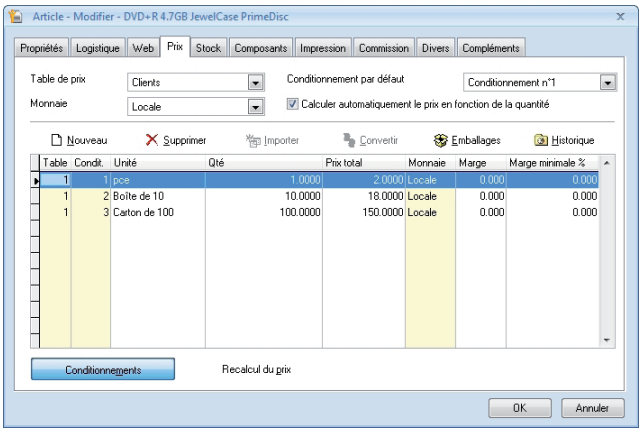 Article - Modifier - DVD+R 4.7GB JewelCase PrimeDisc x
Propriétés Logistique Web Prix Stock Composants Impression Commission Divers Compléments
Table de prix Clients Conditionnement par défaut Conditionnement n°1
Monnaie Locale Calculer automatiquement le prix en fonction de la quantité
Nouveau Supprimer Importer Convertir Emballages Historique
Table Condit. Unité Qté Prix total Monnaie Marge Marge minimale %
1 1 pce 1.0000 2.0000 Locale 0.000 0.000
1 2 Boîte de 10 10.0000 18.0000 Locale 0.000 0.000
1 3 Carton de 100 100.0000 150.0000 Locale 0.000 0.000
Conditionnements Recalcul du prix
OK Annuler